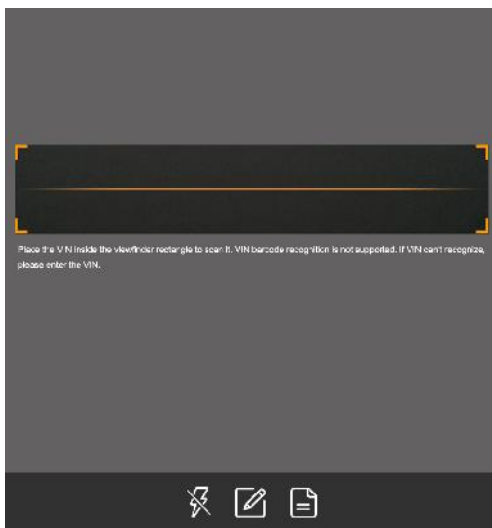 Place the VIN inside the viewfinder rectangle to scan it. VIN barcode recognition is not supported. If VIN can't recognize,
please enter the VIN.